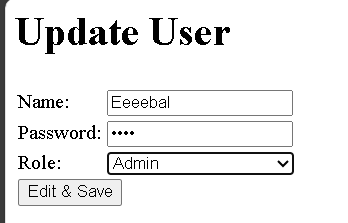 Update User
Name: Eeeebal
Password: ••••
Role: Admin
Edit & Save